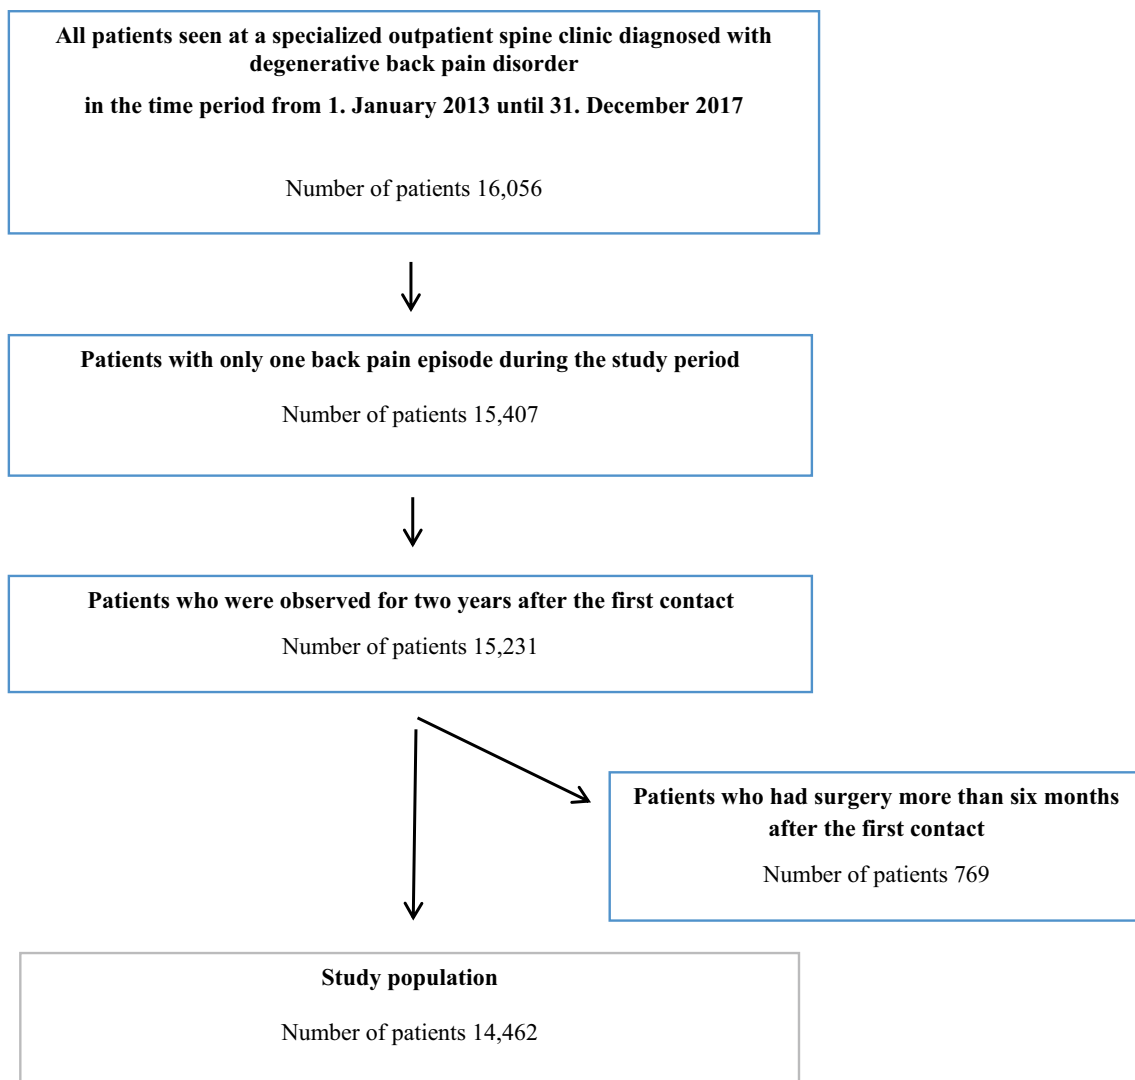 All patients seen at a specialized outpatient spine clinic diagnosed with
degenerative back pain disorder
in the time period from 1. January 2013 until 31. December 2017
Number of patients 16,056
Patients with only one back pain episode during the study period
Number of patients 15,407
Patients who were observed for two years after the first contact
Number of patients 15,231
Patients who had surgery more than six months
after the first contact
Number of patients 769
Study population
Number of patients 14,462